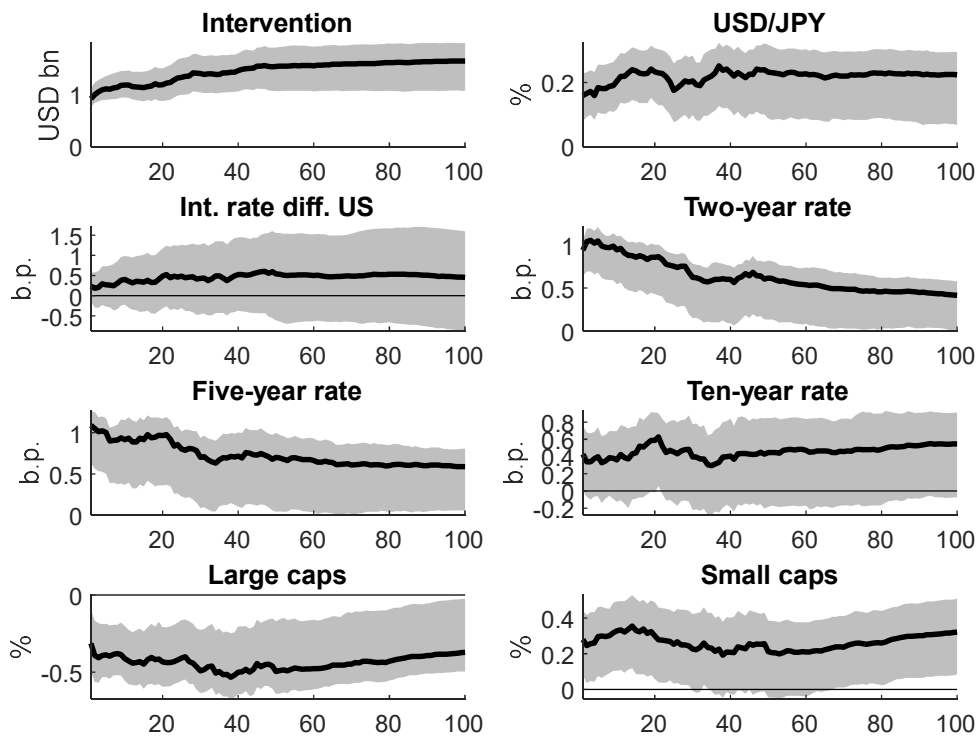 Intervention
USD bn
1
0
20 40 60 80 100
USD/JPY
%
0.2
0
20 40 60 80 100
Int. rate diff. US
b.p.
1.5
1
0.5
0
-0.5
20 40 60 80 100
Two-year rate
b.p.
1
0.5
0
20 40 60 80 100
Five-year rate
b.p.
1
0.5
0
20 40 60 80 100
Ten-year rate
b.p.
0.8
0.6
0.4
0.2
0
-0.2
20 40 60 80 100
Large caps
%
0
-0.5
20 40 60 80 100
Small caps
%
0.4
0.2
0
20 40 60 80 100